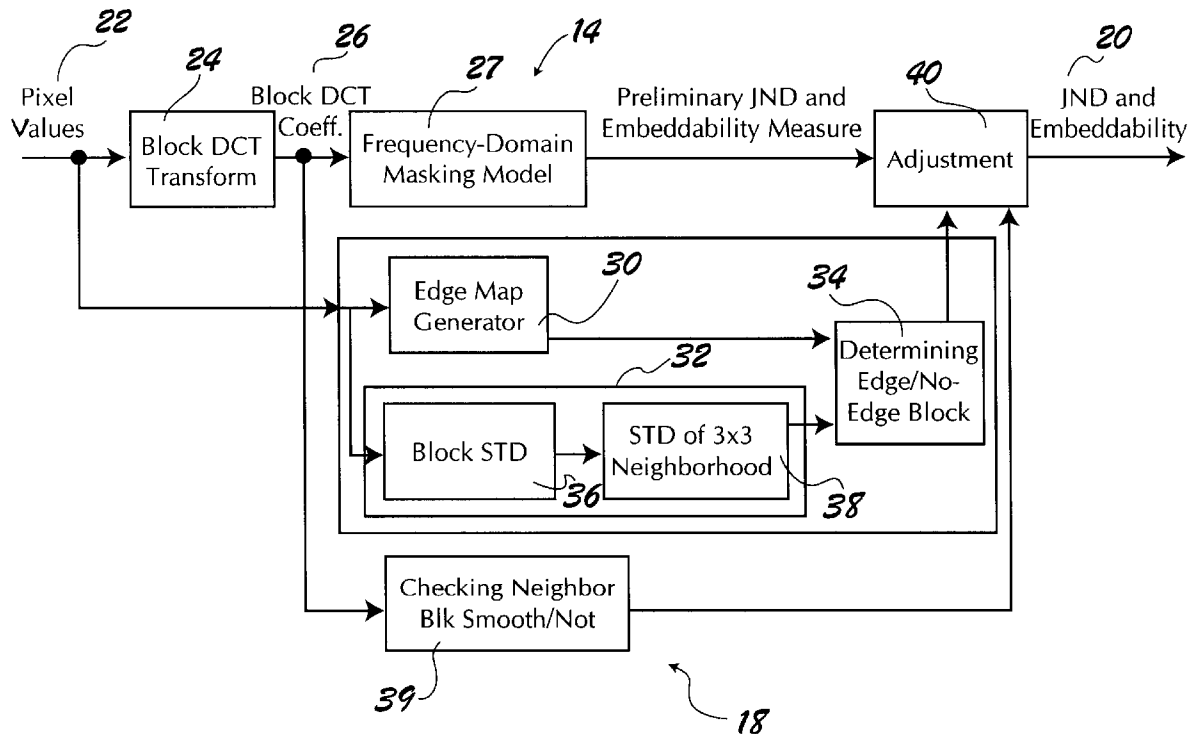 22
Pixel
Values
24
Block DCT
Transform
26
Block DCT
Coeff.
27
Frequency-Domain
Masking Model
14
Preliminary JND and
Embeddability Measure
40
Adjustment
20
JND and
Embeddability
Edge Map
Generator
30
32
34
Determining
Edge/No-
Edge Block
Block STD
36
STD of 3x3
Neighborhood
38
Checking Neighbor
Blk Smooth/Not
39
18